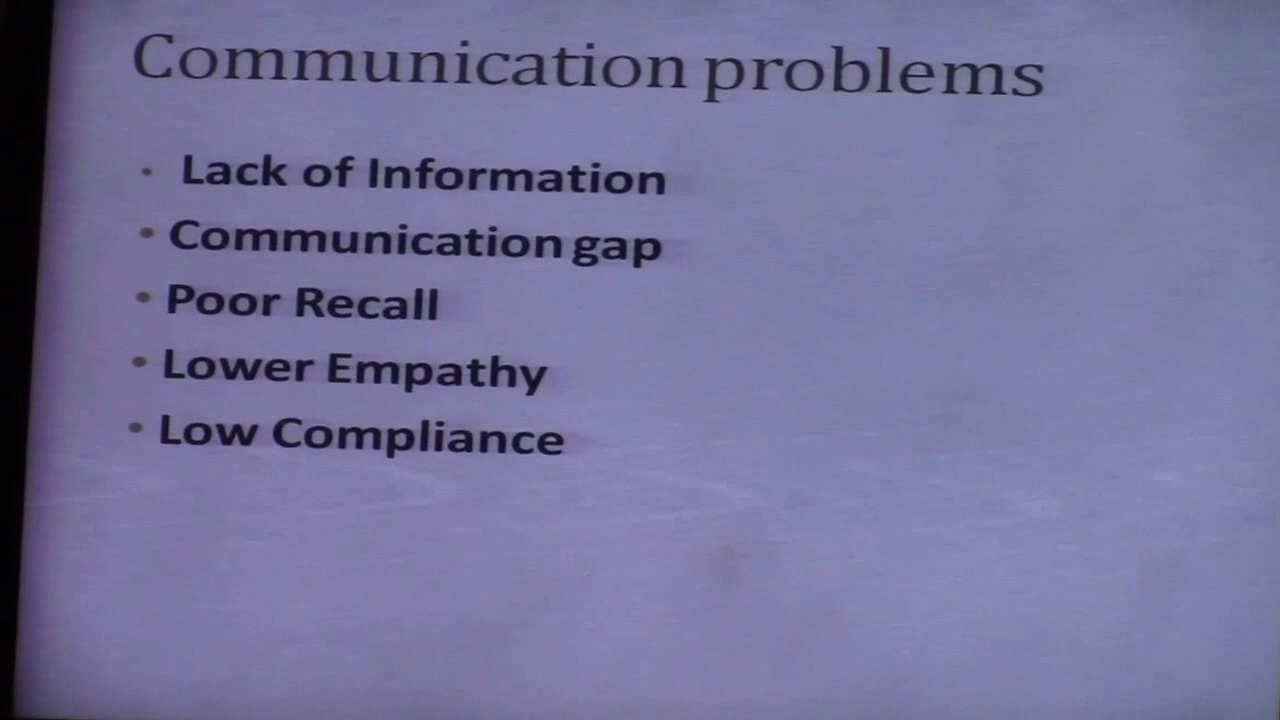 Communication problems
• Lack of Information
• Communication gap
• Poor Recall
• Lower Empathy
• Low Compliance